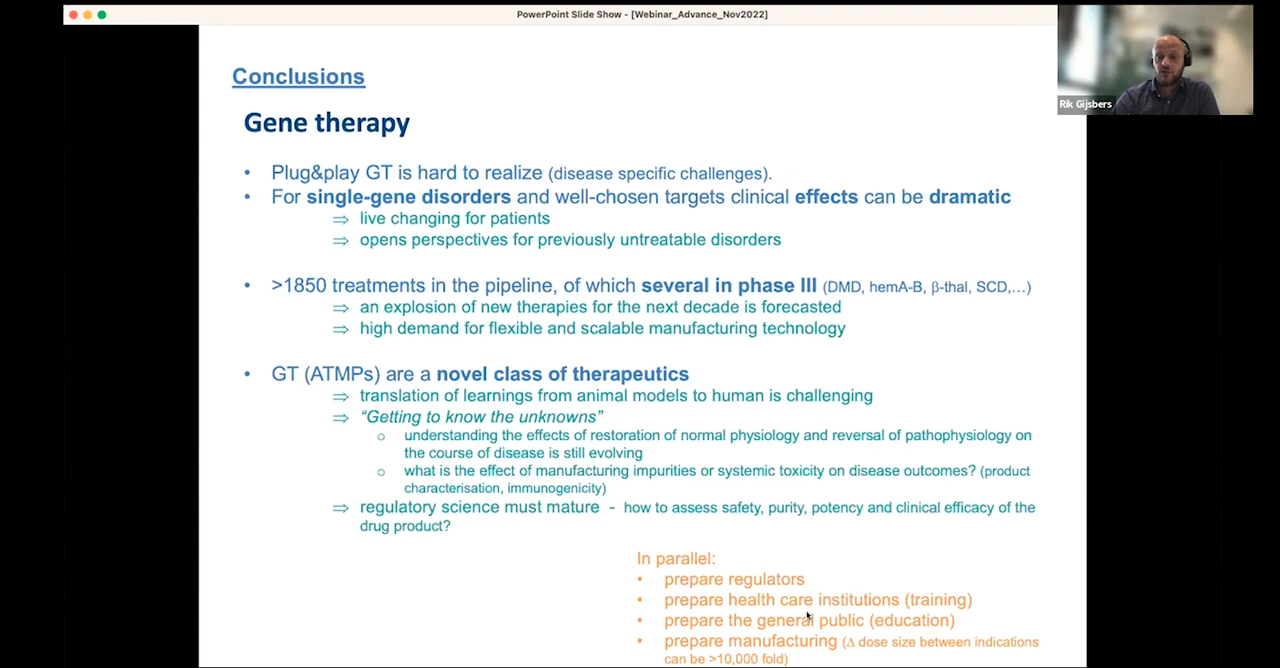 PowerPoint Slide Show - [Webinar_Advance_Nov2022]
Rik Gijsbers
Conclusions
Gene therapy
• Plug&play GT is hard to realize (disease specific challenges).
• For single-gene disorders and well-chosen targets clinical effects can be dramatic
⇒ live changing for patients
⇒ opens perspectives for previously untreatable disorders
• >1850 treatments in the pipeline, of which several in phase III (DMD, hemA-B, β-thal, SCD,…)
⇒ an explosion of new therapies for the next decade is forecasted
⇒ high demand for flexible and scalable manufacturing technology
• GT (ATMPs) are a novel class of therapeutics
⇒ translation of learnings from animal models to human is challenging
⇒ “Getting to know the unknowns”
o understanding the effects of restoration of normal physiology and reversal of pathophysiology on
the course of disease is still evolving
o what is the effect of manufacturing impurities or systemic toxicity on disease outcomes? (product
characterisation, immunogenicity)
⇒ regulatory science must mature - how to assess safety, purity, potency and clinical efficacy of the
drug product?
In parallel:
• prepare regulators
• prepare health care institutions (training)
• prepare the general public (education)
• prepare manufacturing (Δ dose size between indications
can be >10,000 fold)